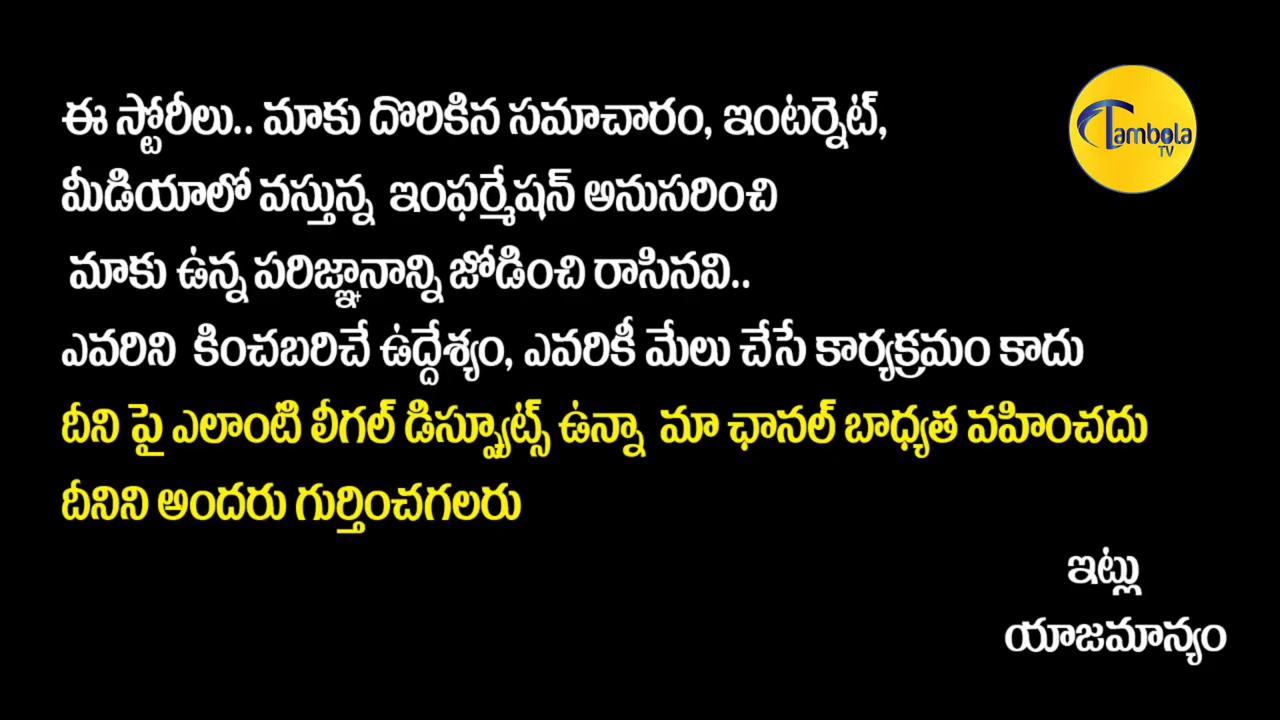 ఈ స్టోరీలు.. మాకు దొరికిన సమాచారం, ఇంటర్నెట్,
Tambola
TV
మీడియాలో వస్తున్న ఇంఫర్మేషన్ అనుసరించి
మాకు ఉన్న పరిజ్ఞానాన్ని జోడించి రాసినవి..
ఎవరిని కించబరిచే ఉద్దేశ్యం, ఎవరికీ మేలు చేసే కార్యక్రమం కాదు
దీని పై ఎలాంటి లీగల్ డిస్ప్యూట్స్ ఉన్నా మా ఛానల్ బాధ్యత వహించదు
దీనిని అందరు గుర్తించగలరు
ఇట్లు
యాజమాన్యం